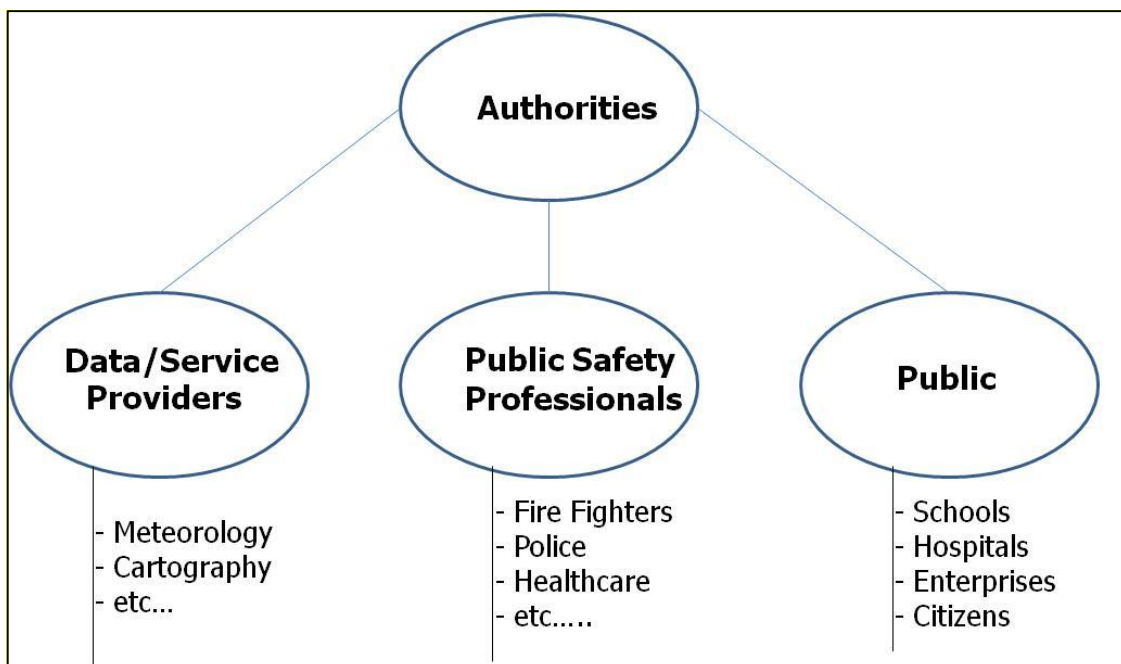 Authorities
Data/Service
Providers
Public Safety
Professionals
Public
- Meteorology
- Cartography
- etc...
- Fire Fighters
- Police
- Healthcare
- etc.....
- Schools
- Hospitals
- Enterprises
- Citizens